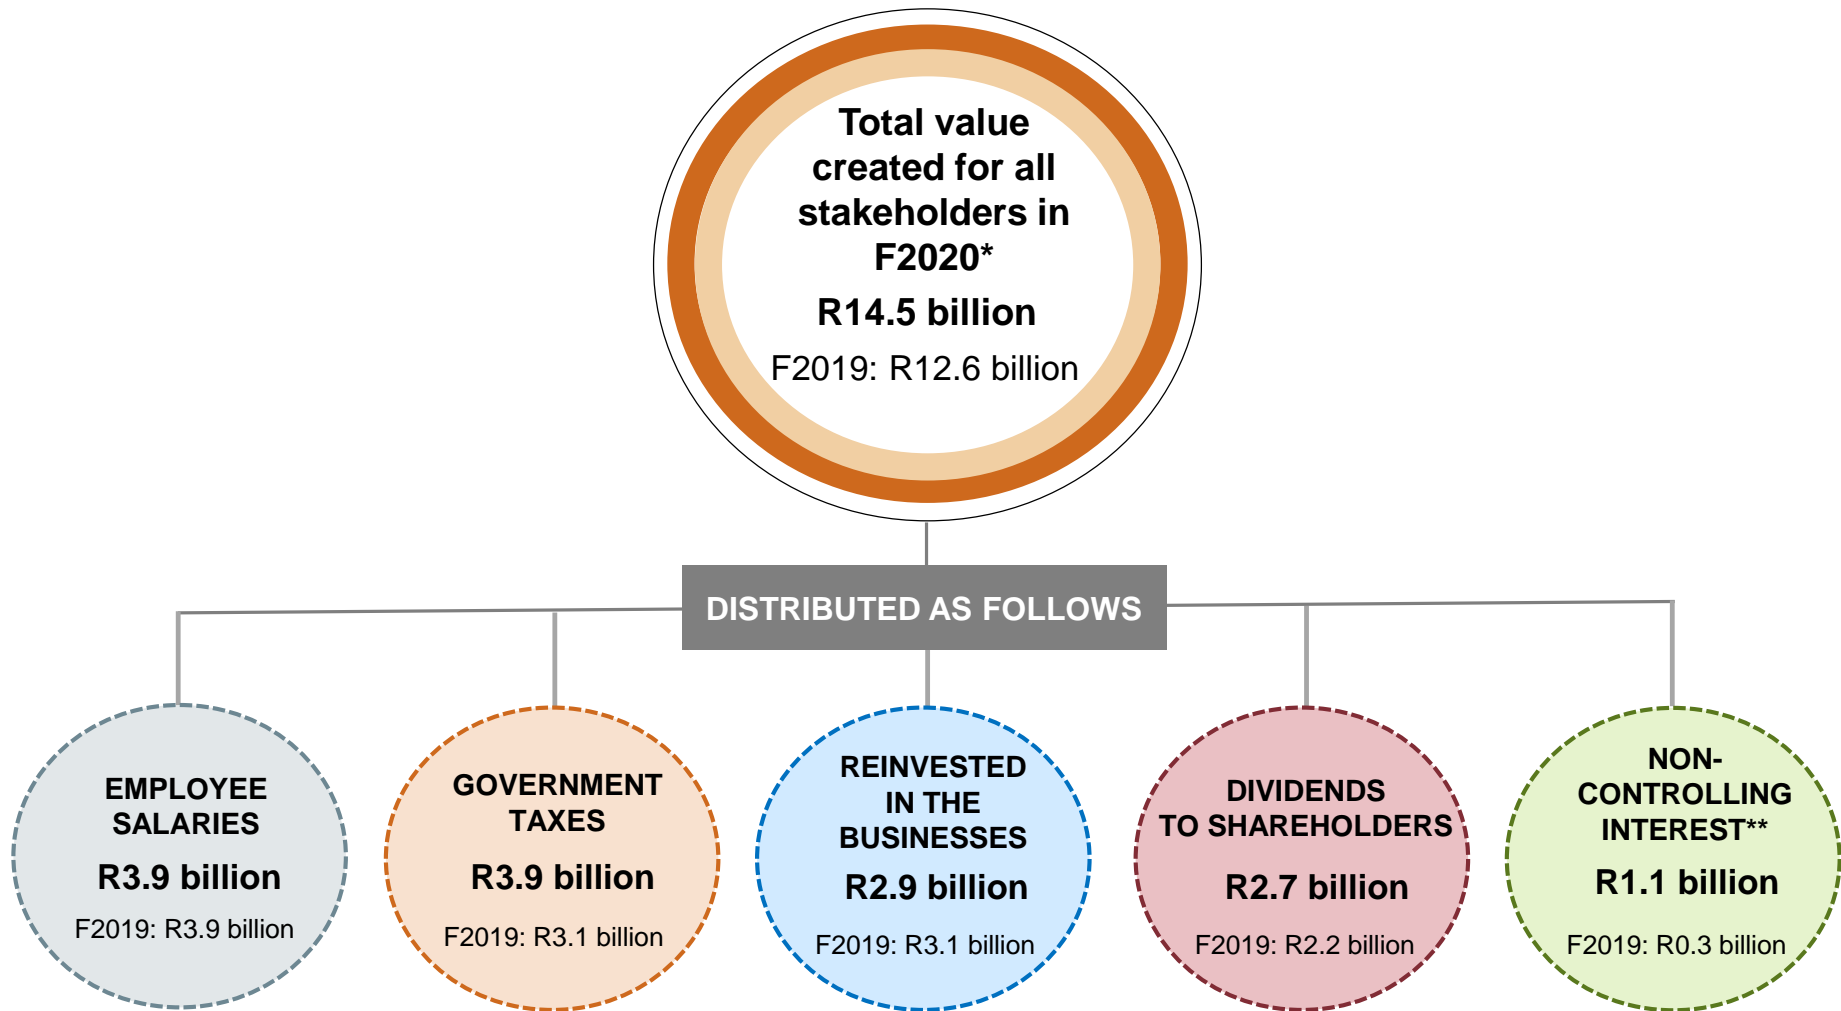 Total value
created for all
stakeholders in
F2020*
R14.5 billion
F2019: R12.6 billion
DISTRIBUTED AS FOLLOWS
EMPLOYEE
SALARIES
R3.9 billion
F2019: R3.9 billion
GOVERNMENT
TAXES
R3.9 billion
F2019: R3.1 billion
REINVESTED
IN THE
BUSINESSES
R2.9 billion
F2019: R3.1 billion
DIVIDENDS
TO SHAREHOLDERS
R2.7 billion
F2019: R2.2 billion
NON-
CONTROLLING
INTEREST**
R1.1 billion
F2019: R0.3 billion